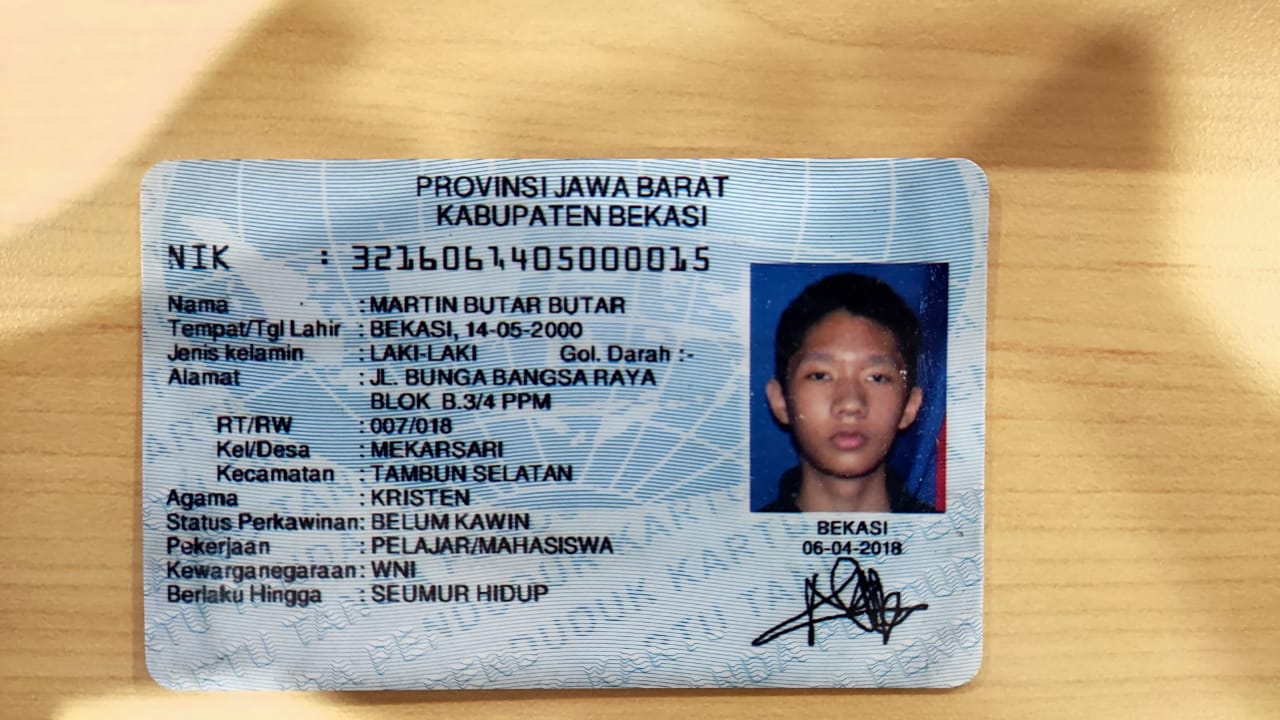 PROVINSI JAWA BARAT
KABUPATEN BEKASI
NIK : 3216061405000015
Nama : MARTIN BUTAR BUTAR
Tempat/Tgl Lahir : BEKASI, 14-05-2000
Jenis kelamin : LAKI-LAKI Gol. Darah :-
Alamat : JL. BUNGA BANGSA RAYA
BLOK B.3/4 PPM
RT/RW : 007/018
Kel/Desa : MEKARSARI
Kecamatan : TAMBUN SELATAN
Agama : KRISTEN
Status Perkawinan: BELUM KAWIN
Pekerjaan : PELAJAR/MAHASISWA
Kewarganegaraan: WNI
Berlaku Hingga : SEUMUR HIDUP
BEKASI
06-04-2018